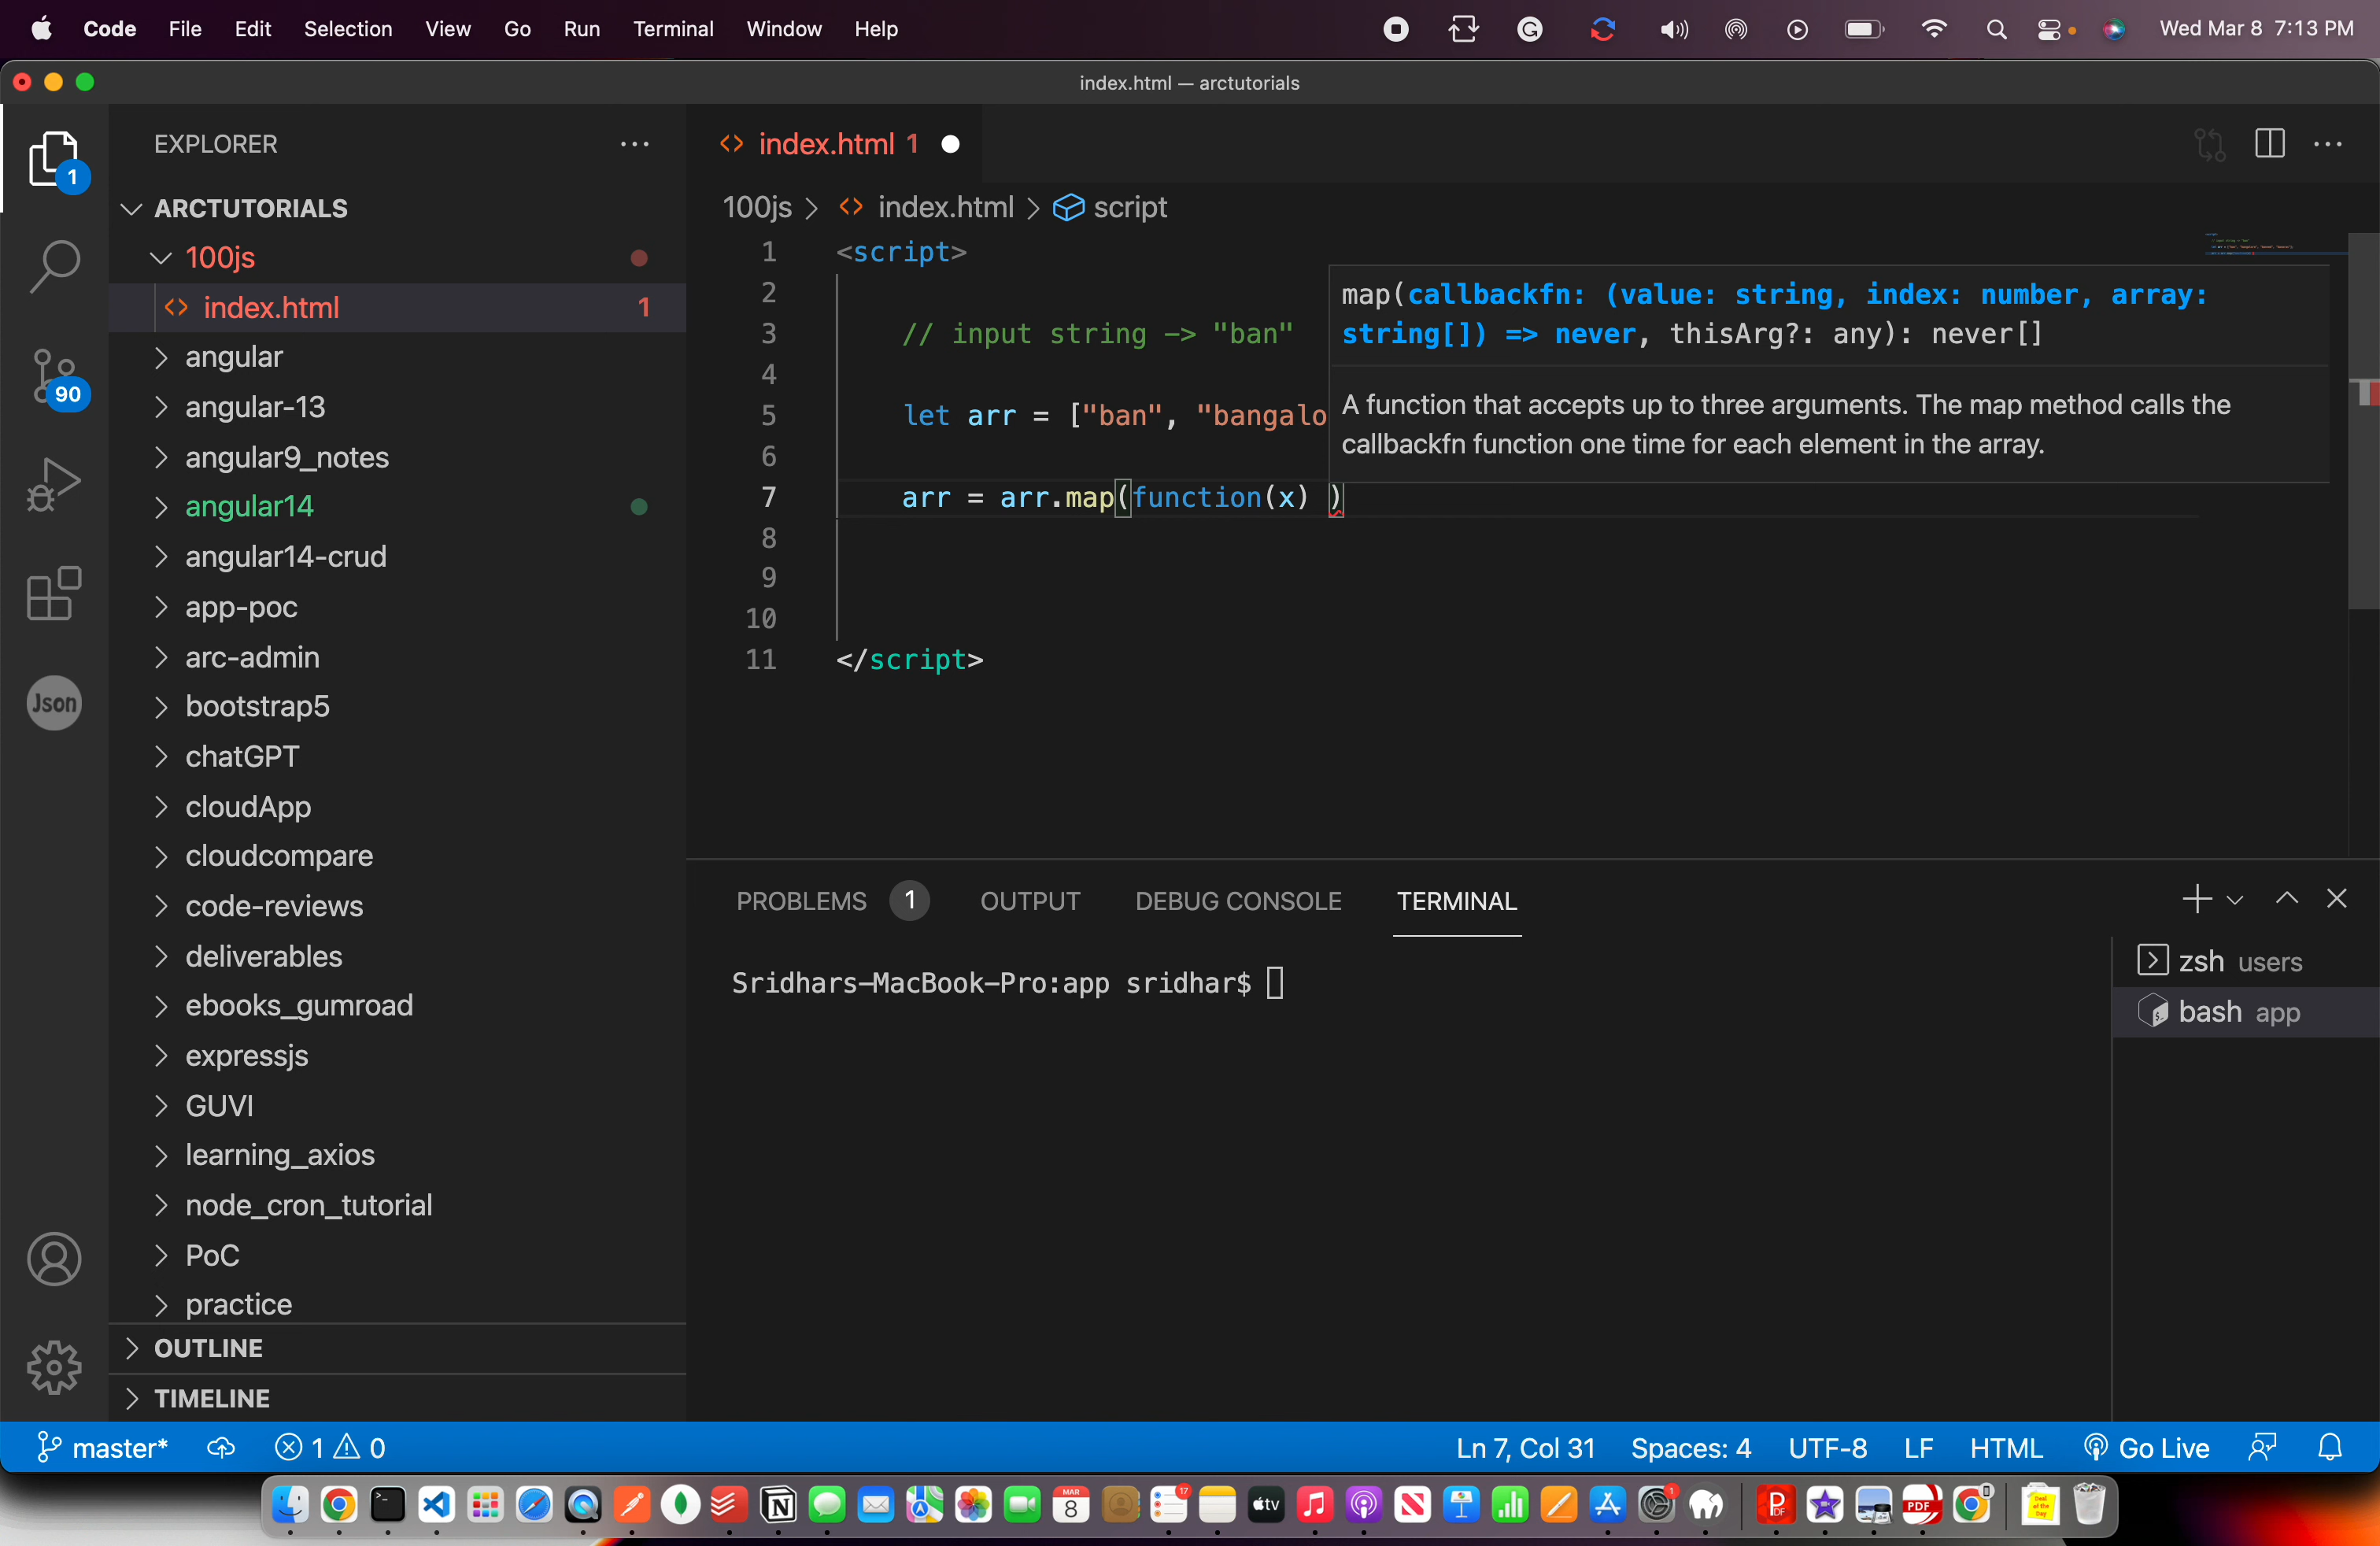 Code File Edit Selection View Go Run Terminal Window Help Wed Mar 8 7:13 PM
index.html — arctutorials
EXPLORER
1
ARCTUTORIALS
100js
index.html 1
angular
90
angular-13
angular9_notes
angular14
angular14-crud
app-poc
arc-admin
Json
bootstrap5
chatGPT
cloudApp
cloudcompare
code-reviews
deliverables
ebooks_gumroad
expressjs
GUVI
learning_axios
node_cron_tutorial
PoC
practice
OUTLINE
TIMELINE
index.html 1
100js > index.html > script
1 <script>
2
3 // input string -> "ban"
4
5 let arr = ["ban", "bangalo
6
7 arr = arr.map(function(x) )
8
9
10
11 </script>
map(callbackfn: (value: string, index: number, array:
string[]) => never, thisArg?: any): never[]
A function that accepts up to three arguments. The map method calls the
callbackfn function one time for each element in the array.
PROBLEMS 1 OUTPUT DEBUG CONSOLE TERMINAL
Sridhars-MacBook-Pro:app sridhar$
zsh users
bash app
master* 1 0 Ln 7, Col 31 Spaces: 4 UTF-8 LF HTML Go Live
MAR
8
17
tv
1
PDF